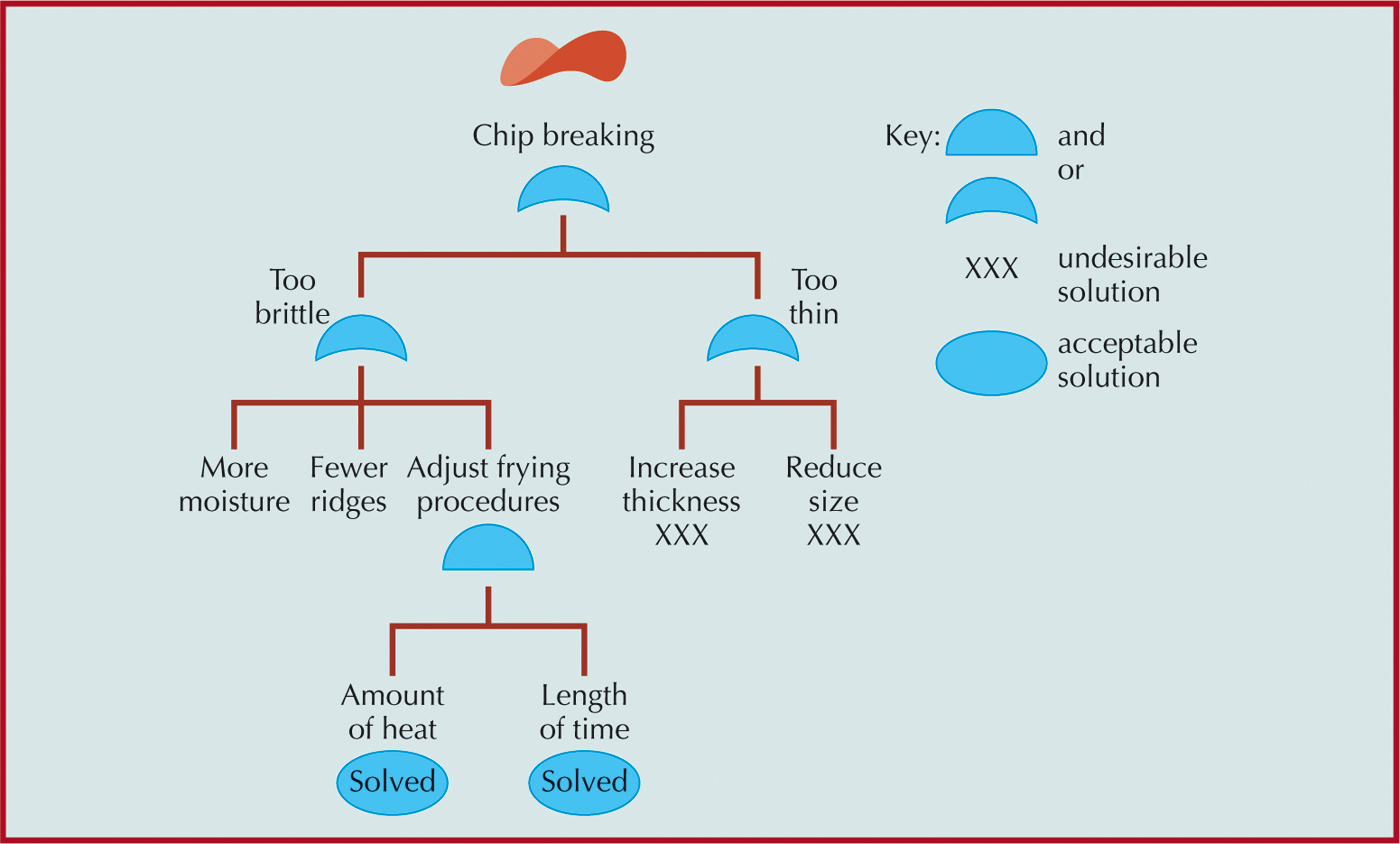 Chip breaking
Key:
and
or
XXX
undesirable
solution
acceptable
solution
Too
brittle
Too
thin
More
moisture
Fewer
ridges
Adjust frying
procedures
Increase
thickness
XXX
Reduce
size
XXX
Amount
of heat
Solved
Length
of time
Solved